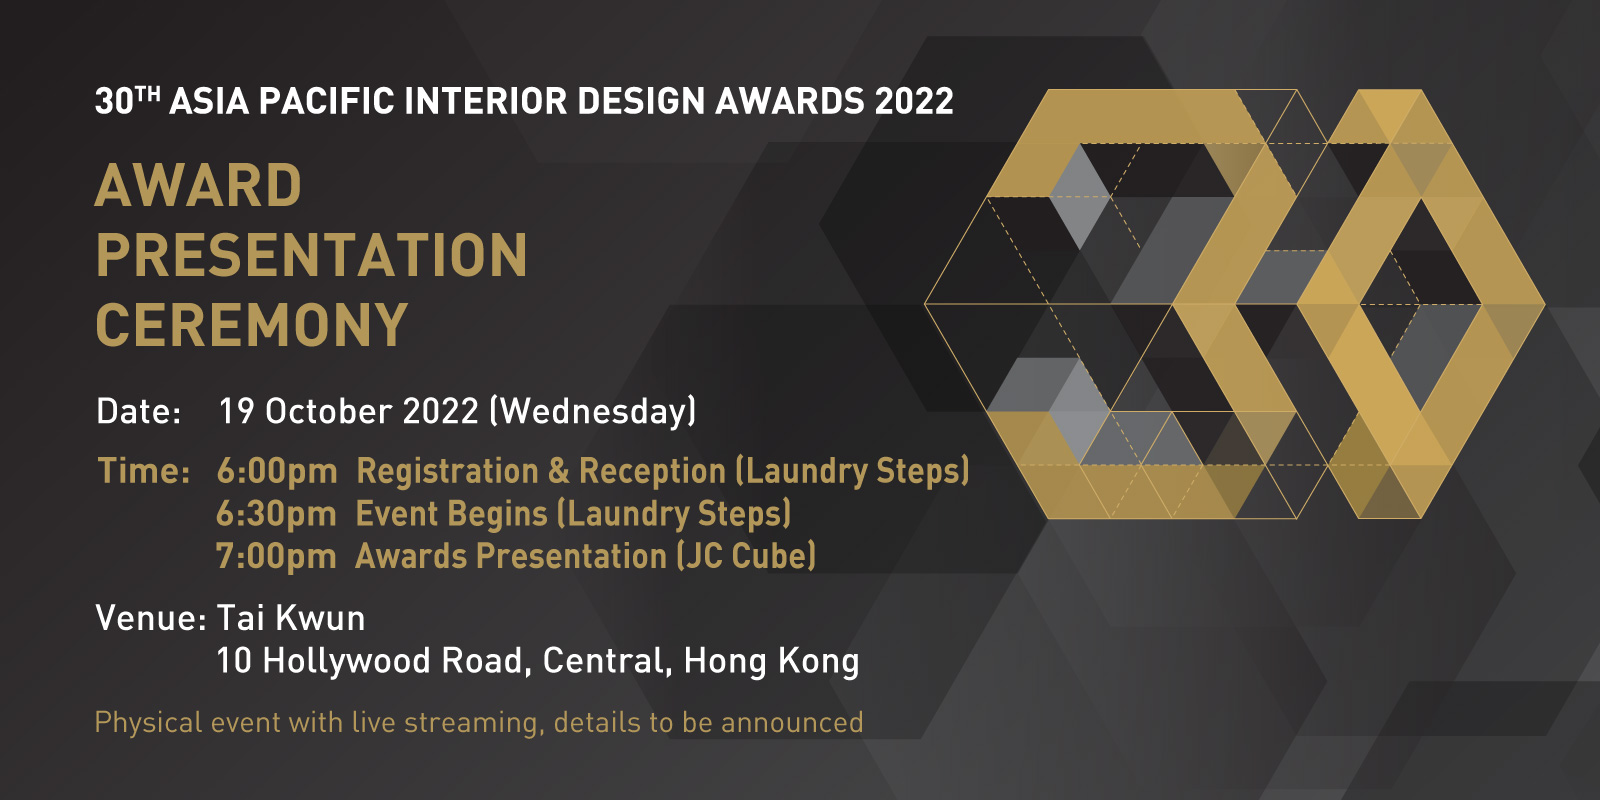 30TH ASIA PACIFIC INTERIOR DESIGN AWARDS 2022
AWARD
PRESENTATION
CEREMONY
Date: 19 October 2022 (Wednesday)
Time: 6:00pm Registration & Reception (Laundry Steps)
6:30pm Event Begins (Laundry Steps)
7:00pm Awards Presentation (JC Cube)
Venue: Tai Kwun
10 Hollywood Road, Central, Hong Kong
Physical event with live streaming, details to be announced